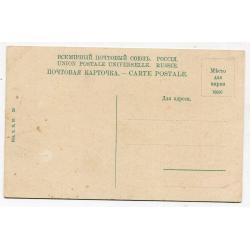 ВСЕМІРНЫЙ ПОЧТОВЫЙ СОЮЗЪ. РОССІЯ.
UNION POSTALE UNIVERSELLE. RUSSIE.
ПОЧТОВАЯ КАРТОЧКА. – CARTE POSTALE.
Мѣсто
для
марки
Для адреса.